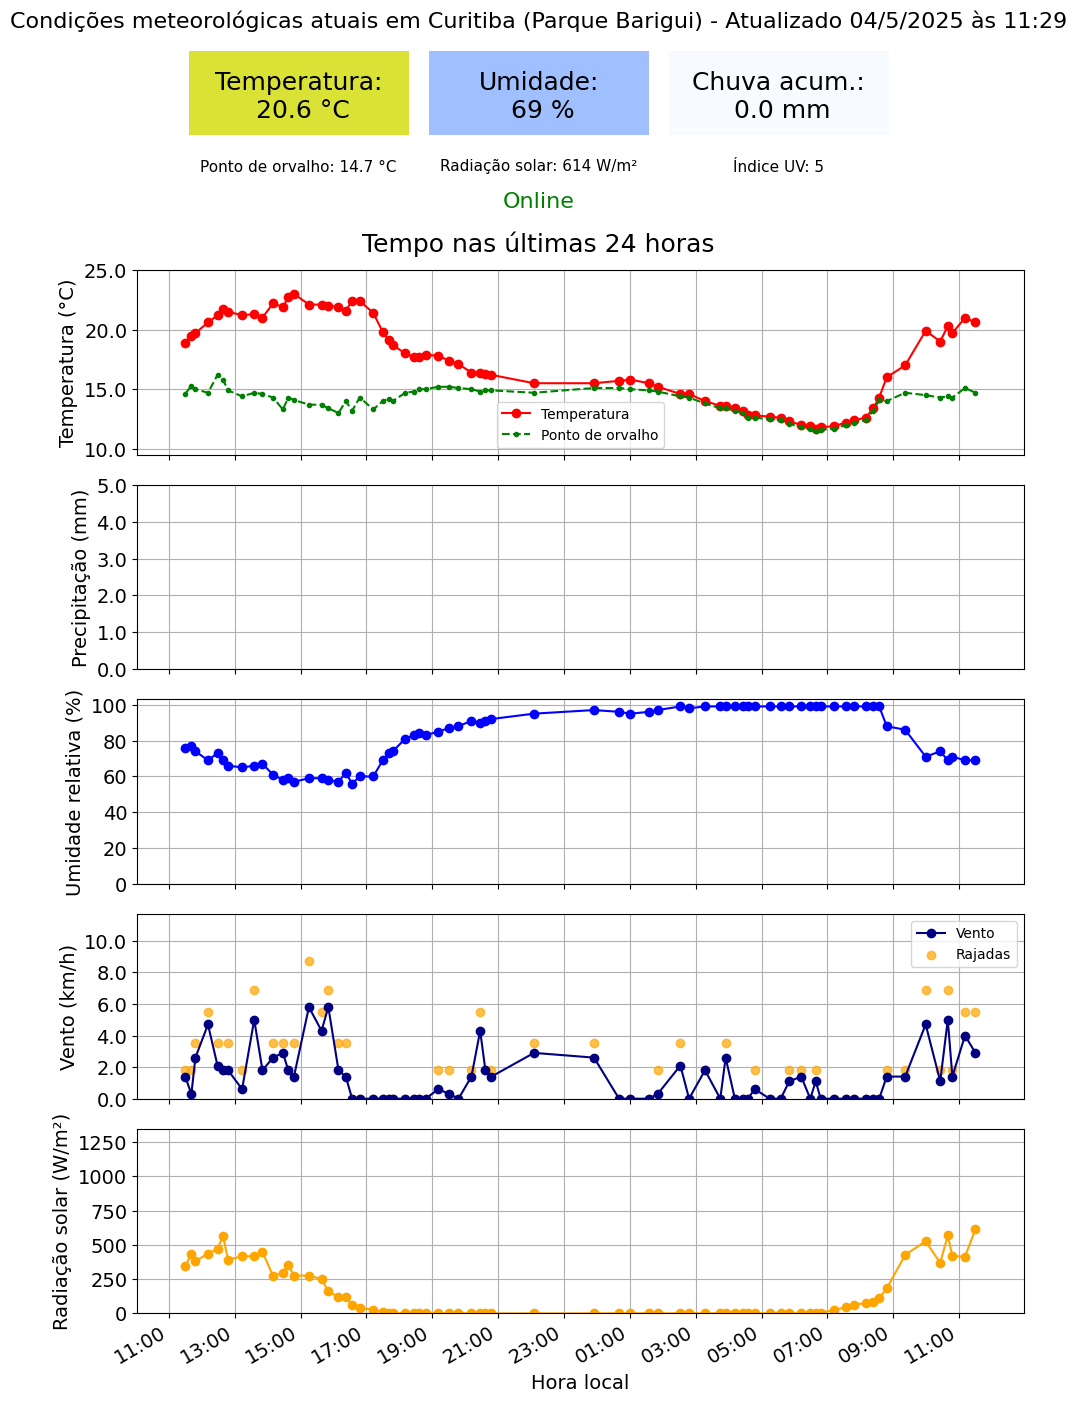 Condições meteorológicas atuais em Curitiba (Parque Barigui) - Atualizado 04/5/2025 às 11:29
Temperatura:
20.6 °C
Umidade:
69 %
Chuva acum.:
0.0 mm
Ponto de orvalho: 14.7 °C
Radiação solar: 614 W/m²
Índice UV: 5
Online
Tempo nas últimas 24 horas
Temperatura (°C)
25.0
20.0
15.0
10.0
Temperatura
Ponto de orvalho
Precipitação (mm)
5.0
4.0
3.0
2.0
1.0
0.0
Umidade relativa (%)
100
80
60
40
20
0
Vento (km/h)
10.0
8.0
6.0
4.0
2.0
0.0
Vento
Rajadas
Radiação solar (W/m²)
1250
1000
750
500
250
0
11:00
13:00
15:00
17:00
19:00
21:00
23:00
01:00
03:00
05:00
07:00
09:00
11:00
Hora local